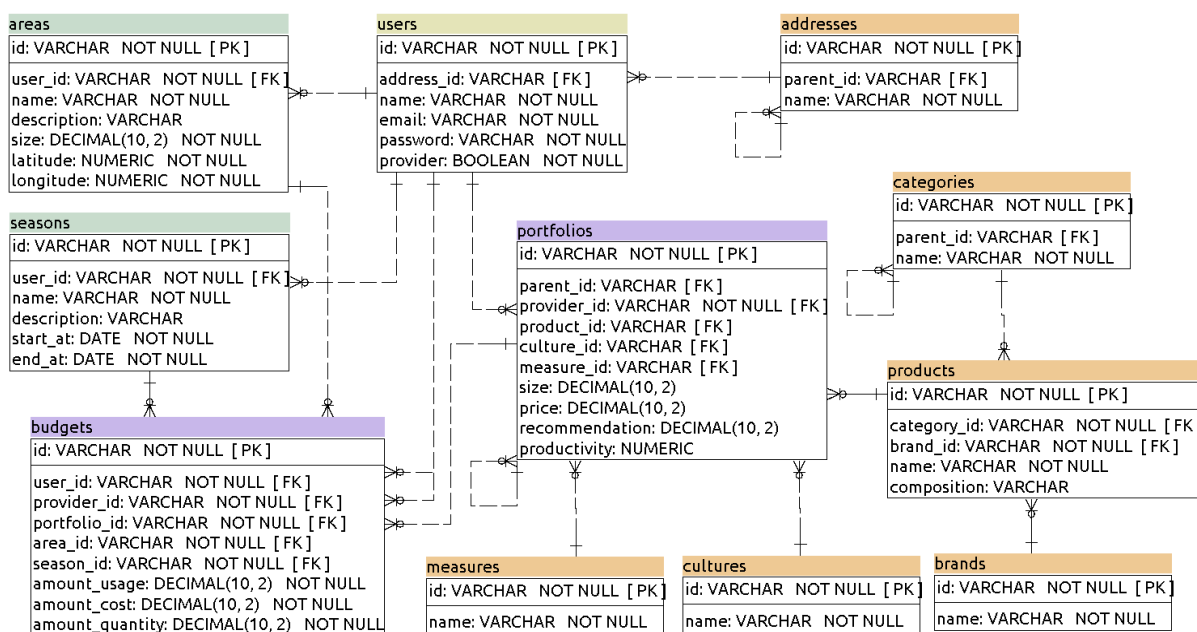 areas
id: VARCHAR NOT NULL [ PK ]
user_id: VARCHAR NOT NULL [ FK ]
name: VARCHAR NOT NULL
description: VARCHAR
size: DECIMAL(10, 2) NOT NULL
latitude: NUMERIC NOT NULL
longitude: NUMERIC NOT NULL
users
id: VARCHAR NOT NULL [ PK ]
address_id: VARCHAR [ FK ]
name: VARCHAR NOT NULL
email: VARCHAR NOT NULL
password: VARCHAR NOT NULL
provider: BOOLEAN NOT NULL
addresses
id: VARCHAR NOT NULL [ PK ]
parent_id: VARCHAR [ FK ]
name: VARCHAR NOT NULL
categories
id: VARCHAR NOT NULL [ PK ]
parent_id: VARCHAR [ FK ]
name: VARCHAR NOT NULL
seasons
id: VARCHAR NOT NULL [ PK ]
user_id: VARCHAR NOT NULL [ FK ]
name: VARCHAR NOT NULL
description: VARCHAR
start_at: DATE NOT NULL
end_at: DATE NOT NULL
portfolios
id: VARCHAR NOT NULL [ PK ]
parent_id: VARCHAR [ FK ]
provider_id: VARCHAR NOT NULL [ FK ]
product_id: VARCHAR [ FK ]
culture_id: VARCHAR [ FK ]
measure_id: VARCHAR [ FK ]
size: DECIMAL(10, 2)
price: DECIMAL(10, 2)
recommendation: DECIMAL(10, 2)
productivity: NUMERIC
products
id: VARCHAR NOT NULL [ PK ]
category_id: VARCHAR NOT NULL [ FK
brand_id: VARCHAR NOT NULL [ FK ]
name: VARCHAR NOT NULL
composition: VARCHAR
budgets
id: VARCHAR NOT NULL [ PK ]
user_id: VARCHAR NOT NULL [ FK ]
provider_id: VARCHAR NOT NULL [ FK ]
portfolio_id: VARCHAR NOT NULL [ FK ]
area_id: VARCHAR NOT NULL [ FK ]
season_id: VARCHAR NOT NULL [ FK ]
amount_usage: DECIMAL(10, 2) NOT NULL
amount_cost: DECIMAL(10, 2) NOT NULL
amount_quantity: DECIMAL(10, 2) NOT NULL
measures
id: VARCHAR NOT NULL [ PK ]
name: VARCHAR NOT NULL
cultures
id: VARCHAR NOT NULL [ PK ]
name: VARCHAR NOT NULL
brands
id: VARCHAR NOT NULL [ PK ]
name: VARCHAR NOT NULL